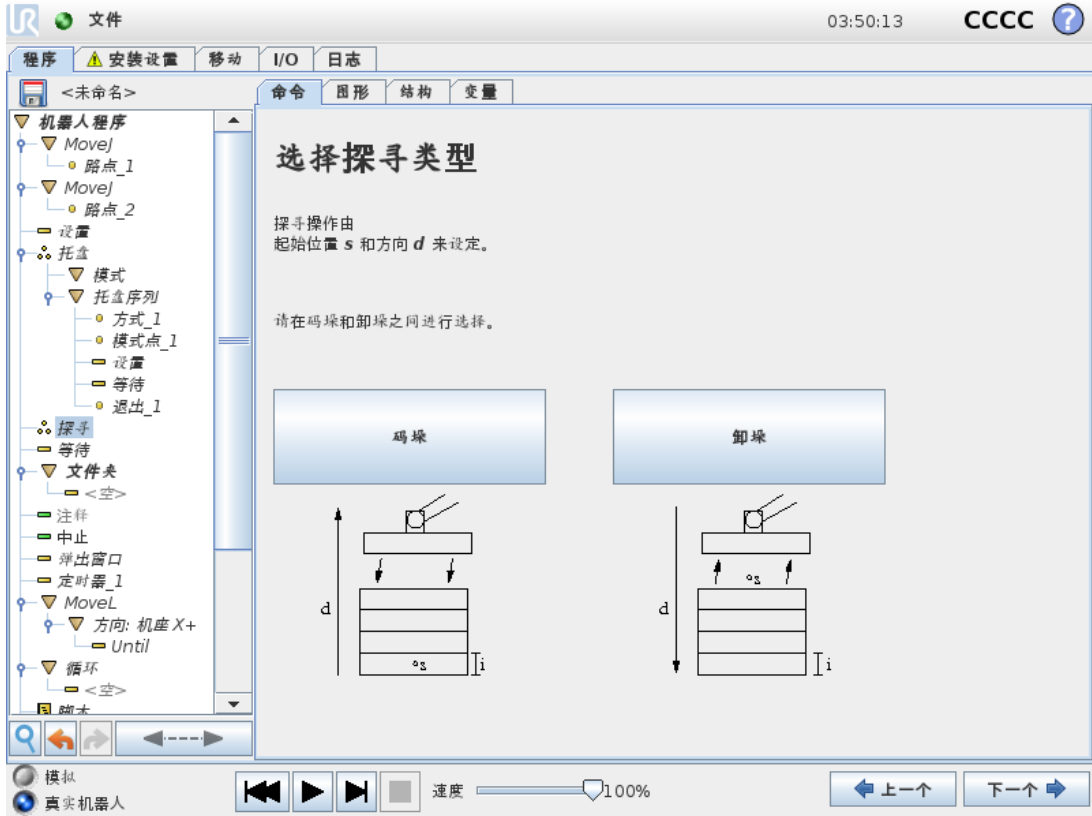 UR 文件 03:50:13 CCCC ?
程序 安装设置 移动 I/O 日志
<未命名>
命令 图形 结构 变量
机器人程序
MoveJ
路点_1
MoveJ
路点_2
设置
托盘
模式
托盘序列
方式_1
模式点_1
设置
等待
退出_1
探寻
等待
文件夹
<空>
注释
中止
弹出窗口
定时器_1
MoveL
方向: 机座 X+
Until
循环
<空>
脚本
选择探寻类型
探寻操作由
起始位置 s 和方向 d 来设定。
请在码垛和卸垛之间进行选择。
码垛 卸垛
d s i
d s i
模拟
真实机器人
速度 100%
上一个 下一个